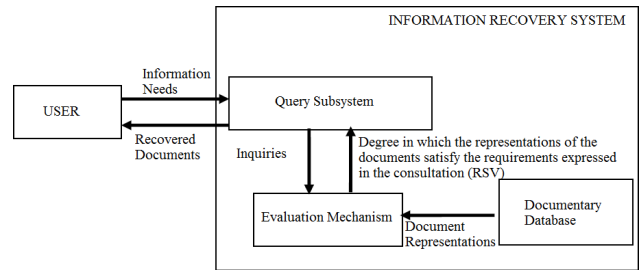 INFORMATION RECOVERY SYSTEM
Information
Needs
USER
Query Subsystem
Recovered
Documents
Inquiries
Degree in which the representations of the
documents satisfy the requirements expressed
in the consultation (RSV)
Evaluation Mechanism
Documentary
Database
Document
Representations